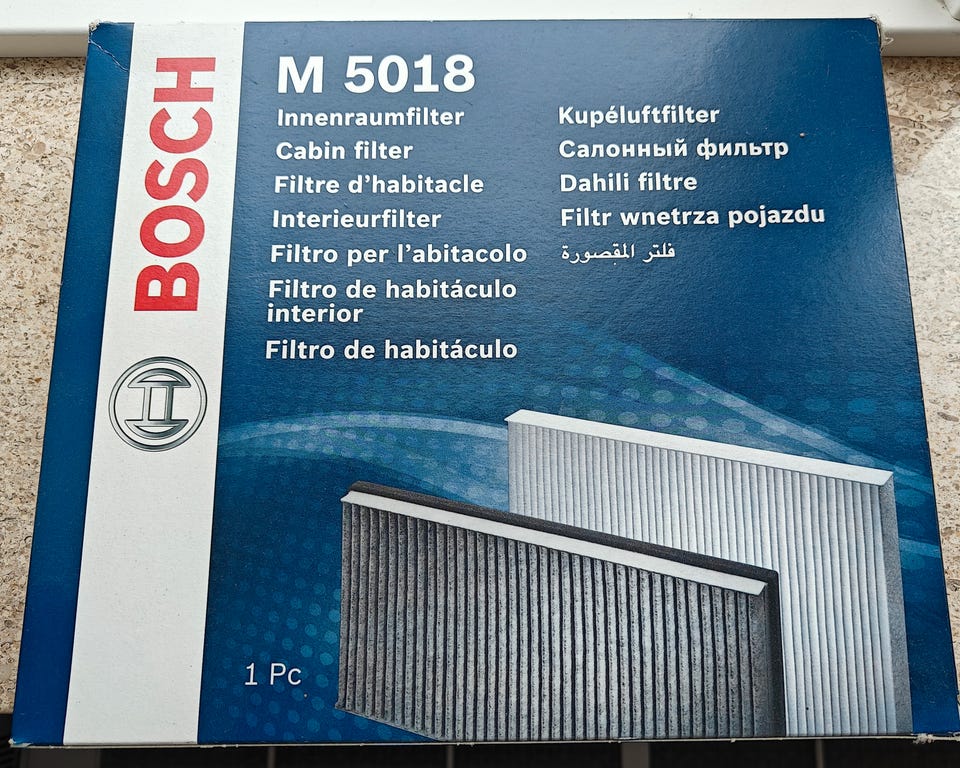 BOSCH
M 5018
Innenraumfilter
Cabin filter
Filtre d'habitacle
Interieurfilter
Filtro per l'abitacolo
Filtro de habitáculo
interior
Filtro de habitáculo
Kupéluftfilter
Салонный фильтр
Dahili filtre
Filtr wnetrza pojazdu
فلتر المقصورة
1 Pc